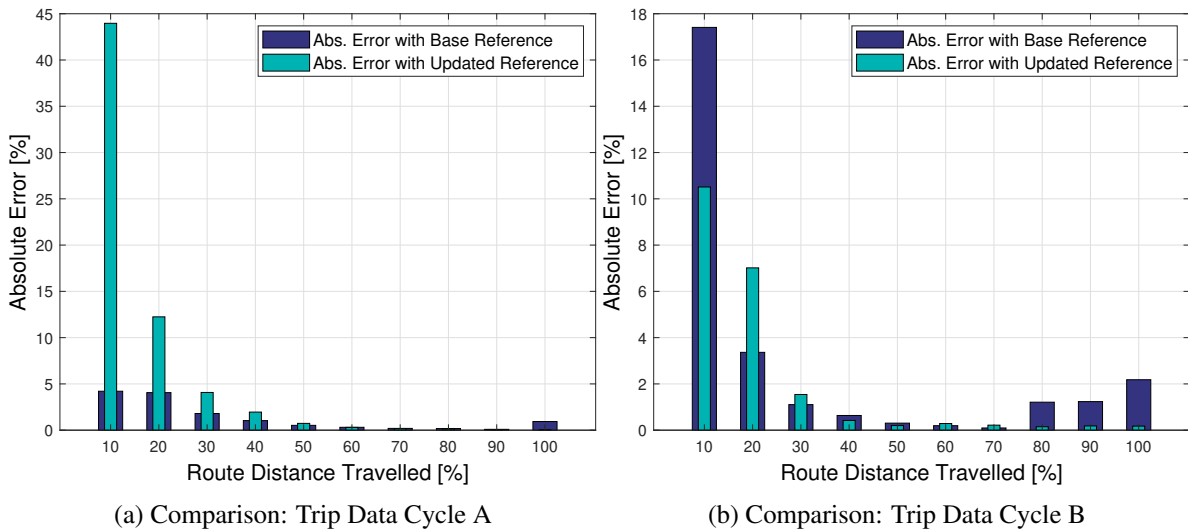 45
40
35
30
25
20
15
10
5
0
Absolute Error [%]
Abs. Error with Base Reference
Abs. Error with Updated Reference
10 20 30 40 50 60 70 80 90 100
Route Distance Travelled [%]
(a) Comparison: Trip Data Cycle A
18
16
14
12
10
8
6
4
2
0
Absolute Error [%]
Abs. Error with Base Reference
Abs. Error with Updated Reference
10 20 30 40 50 60 70 80 90 100
Route Distance Travelled [%]
(b) Comparison: Trip Data Cycle B